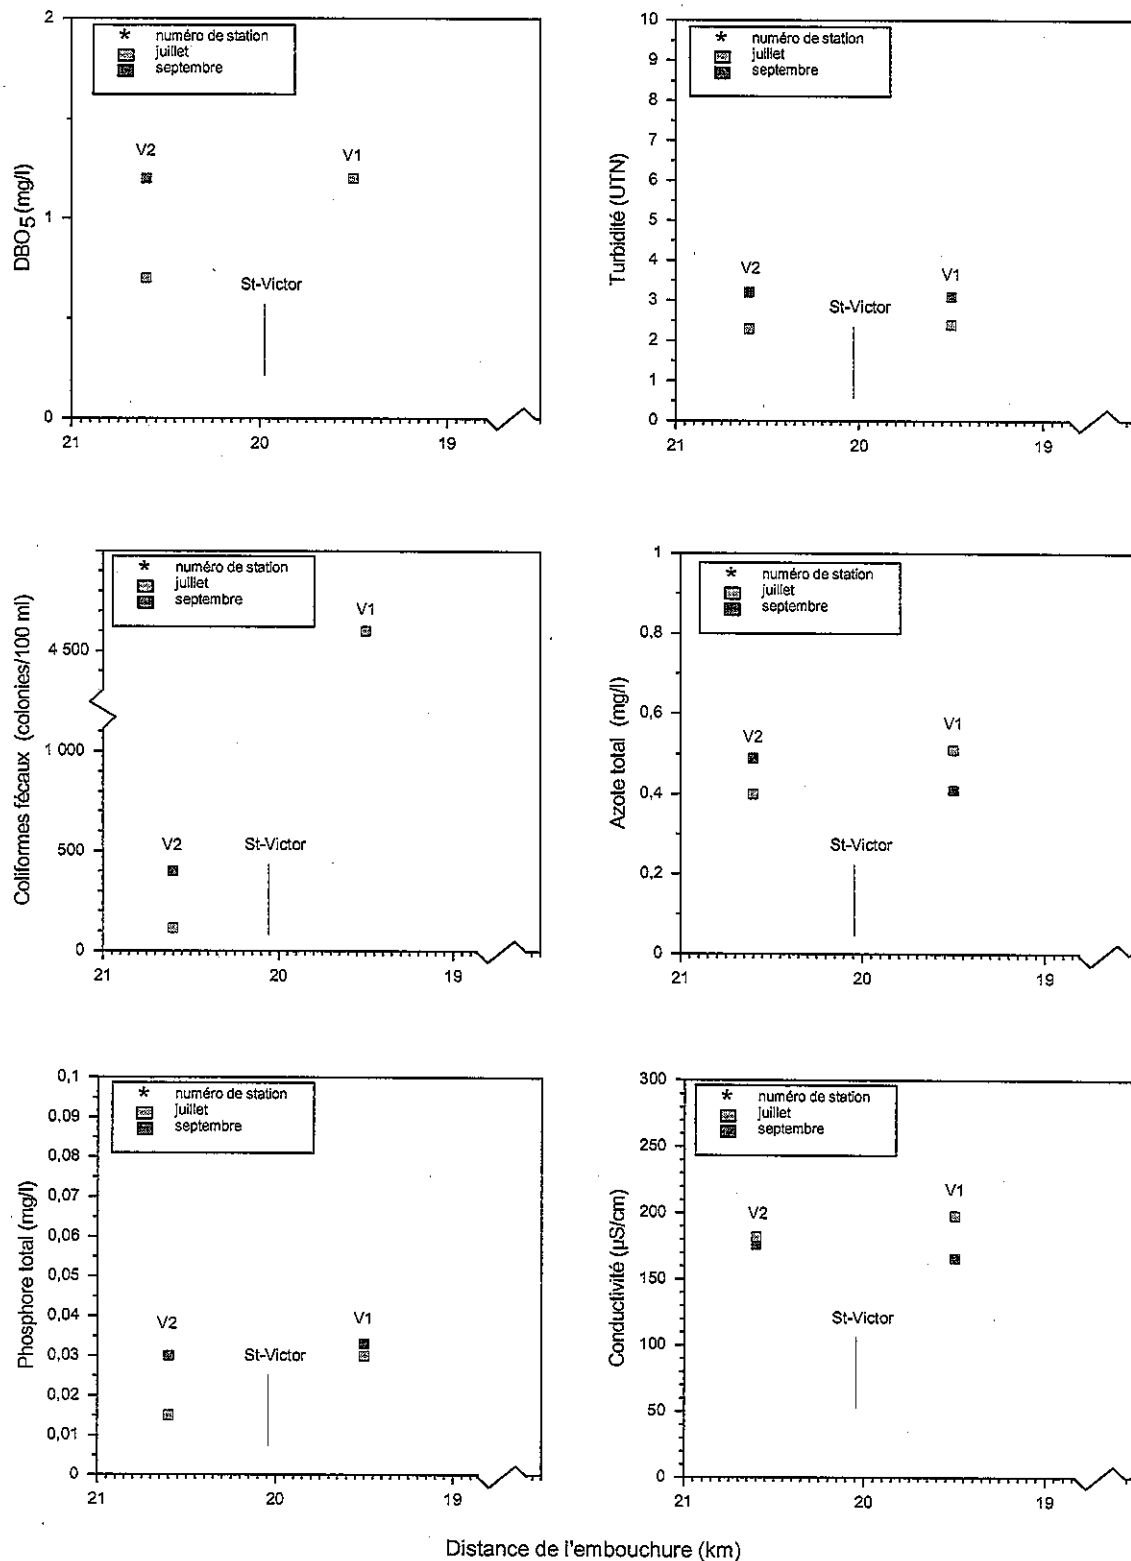 2
1
0
DBO5 (mg/l)
* numéro de station
juillet
septembre
V2
V1
St-Victor
21
20
19
10
9
8
7
6
5
4
3
2
1
0
Turbidité (UTN)
* numéro de station
juillet
septembre
V2
V1
St-Victor
21
20
19
4 500
1 000
500
0
Coliformes fécaux (colonies/100 ml)
* numéro de station
juillet
septembre
V1
V2
St-Victor
21
20
19
1
0,8
0,6
0,4
0,2
0
Azote total (mg/l)
* numéro de station
juillet
septembre
V2
V1
St-Victor
21
20
19
0,1
0,09
0,08
0,07
0,06
0,05
0,04
0,03
0,02
0,01
0
Phosphore total (mg/l)
* numéro de station
juillet
septembre
V2
V1
St-Victor
21
20
19
300
250
200
150
100
50
0
Conductivité (µS/cm)
* numéro de station
juillet
septembre
V2
V1
St-Victor
21
20
19
Distance de l'embouchure (km)